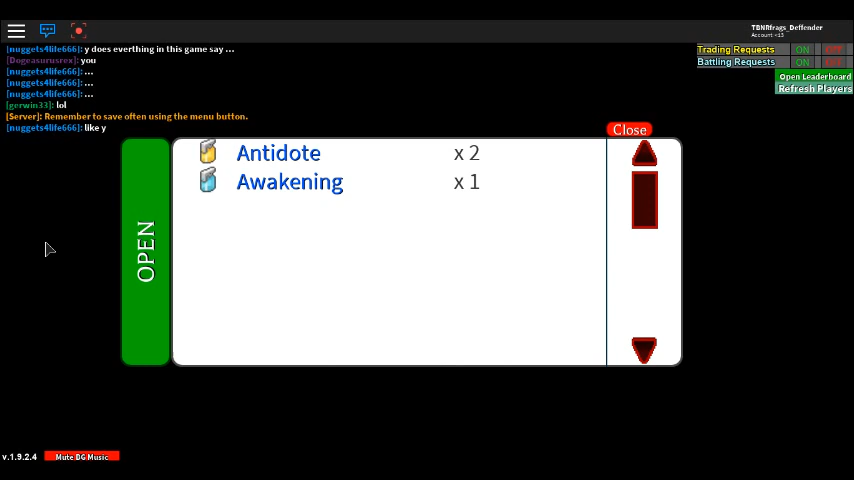 TBNRfrags_Deffender
Account <13
[nuggets4life666]: y does everthing in this game say ...
[Dogeasurusrex]: you
[nuggets4life666]: ...
[nuggets4life666]: ...
[nuggets4life666]: ...
[gerwin33]: lol
[Server]: Remember to save often using the menu button.
[nuggets4life666]: like y
Trading Requests ON OFF
Battling Requests ON OFF
Open Leaderboard
Refresh Players
Close
OPEN
Antidote x 2
Awakening x 1
v.1.9.2.4 Mute BG Music